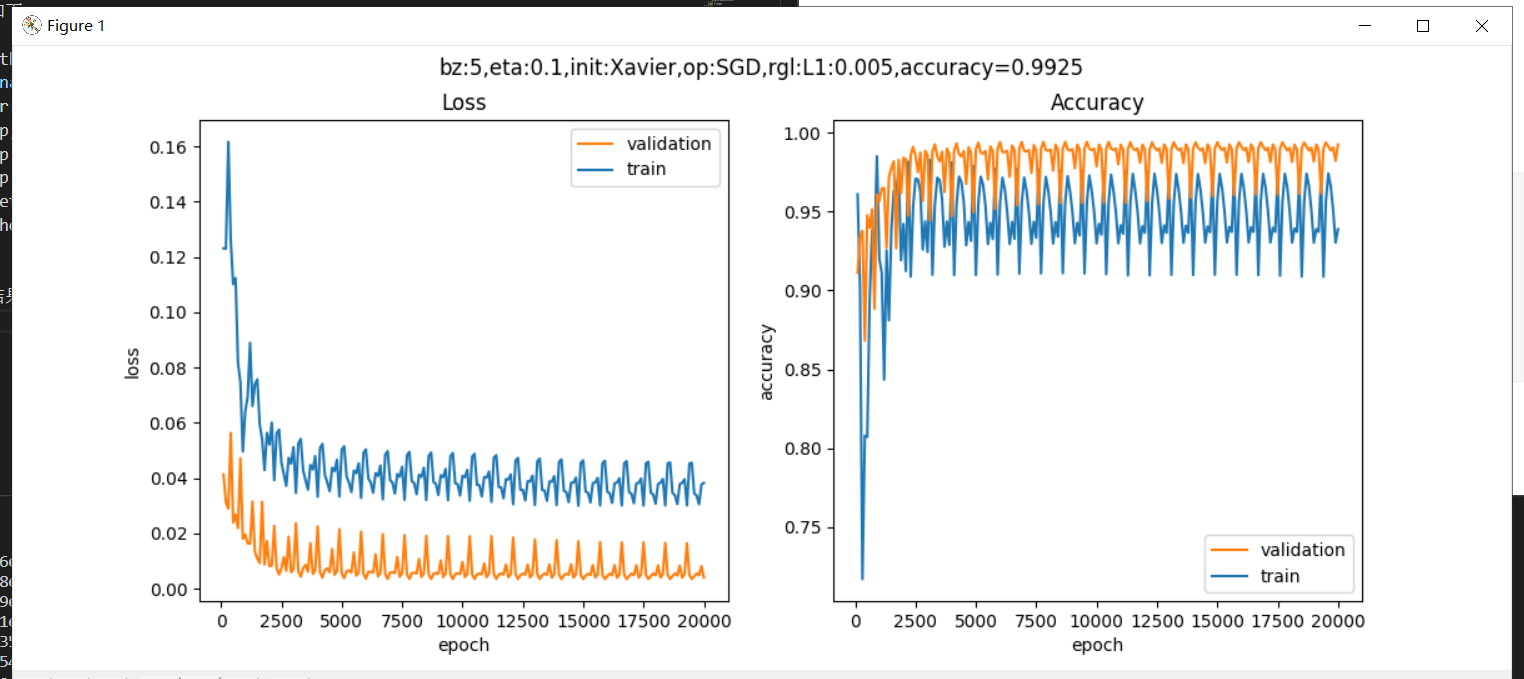 Figure 1
bz:5,eta:0.1,init:Xavier,op:SGD,rgl:L1:0.005,accuracy=0.9925
Loss
0.16
0.14
0.12
0.10
0.08
0.06
0.04
0.02
0.00
loss
validation
train
0 2500 5000 7500 10000 12500 15000 17500 20000
epoch
Accuracy
1.00
0.95
0.90
0.85
0.80
0.75
accuracy
validation
train
0 2500 5000 7500 10000 12500 15000 17500 20000
epoch